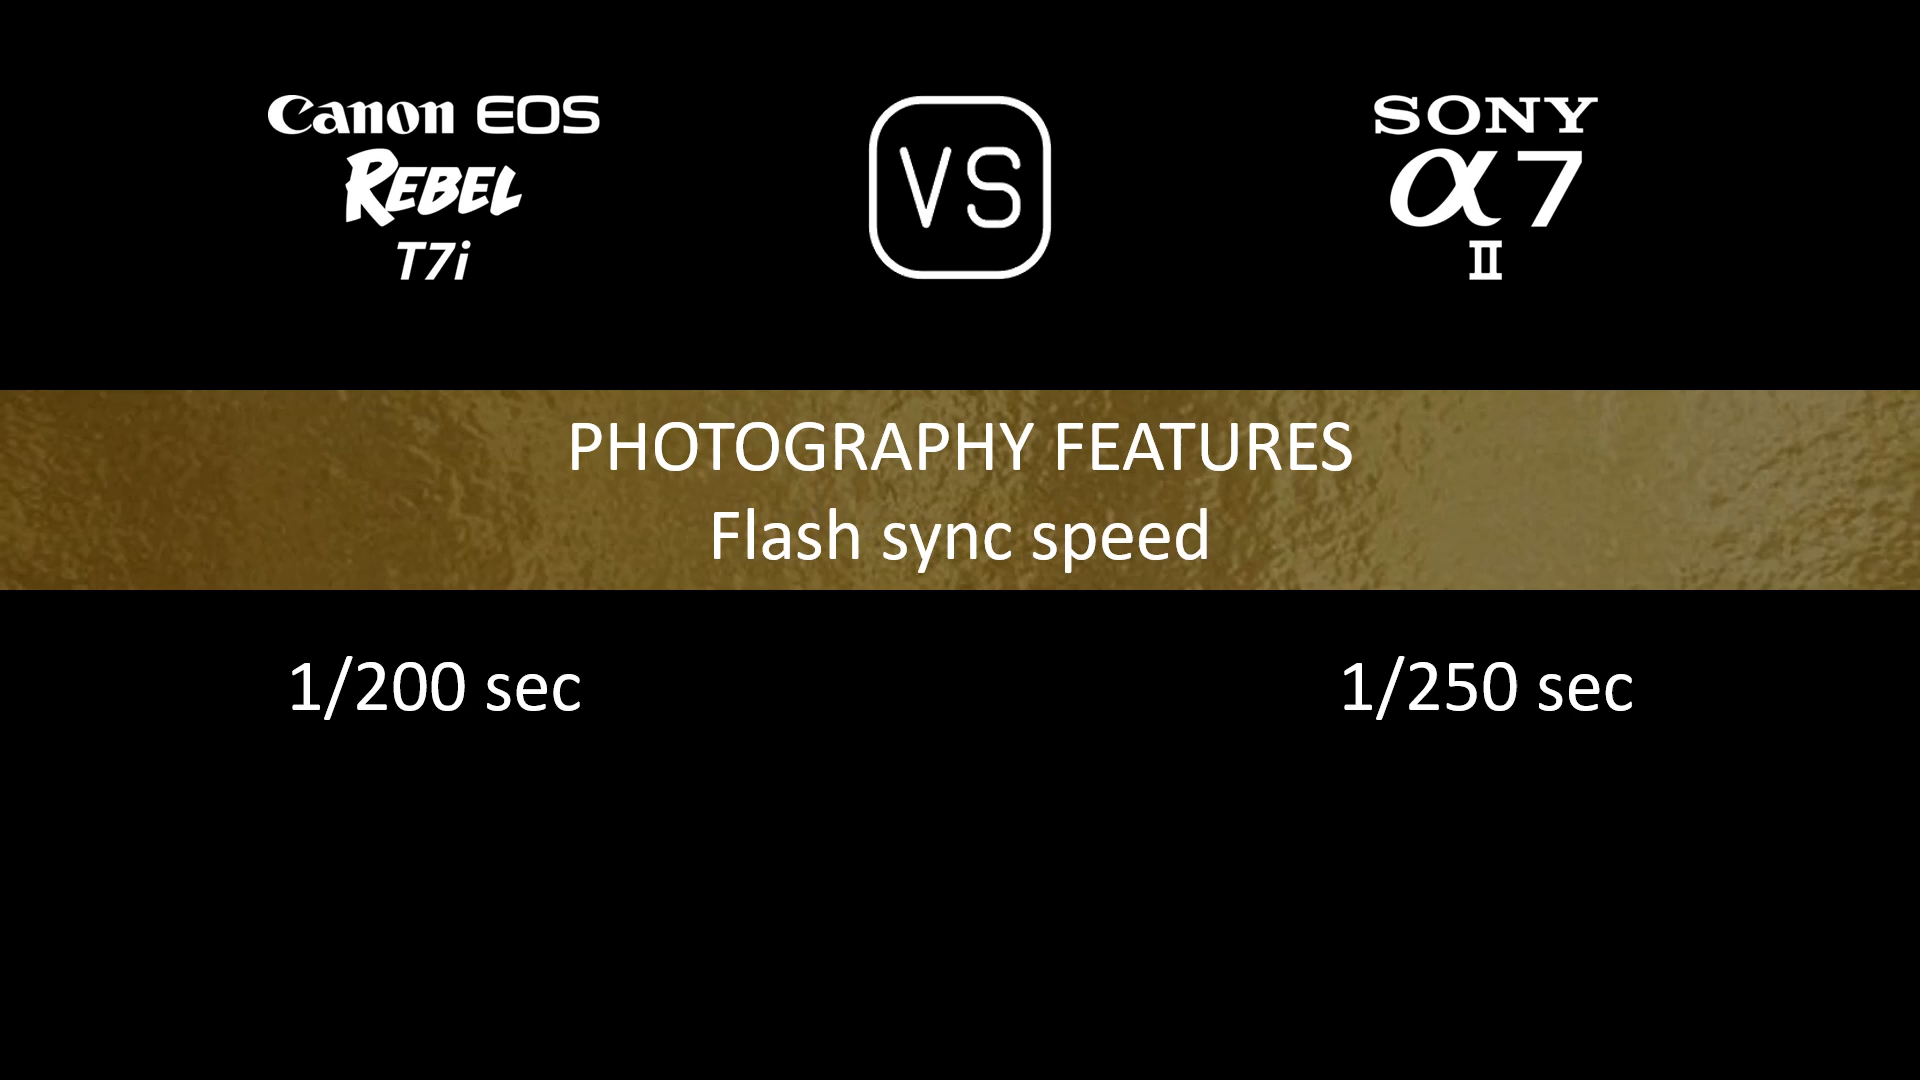 Canon EOS
REBEL
T7i
VS
SONY
α7
II
PHOTOGRAPHY FEATURES
Flash sync speed
1/200 sec
1/250 sec